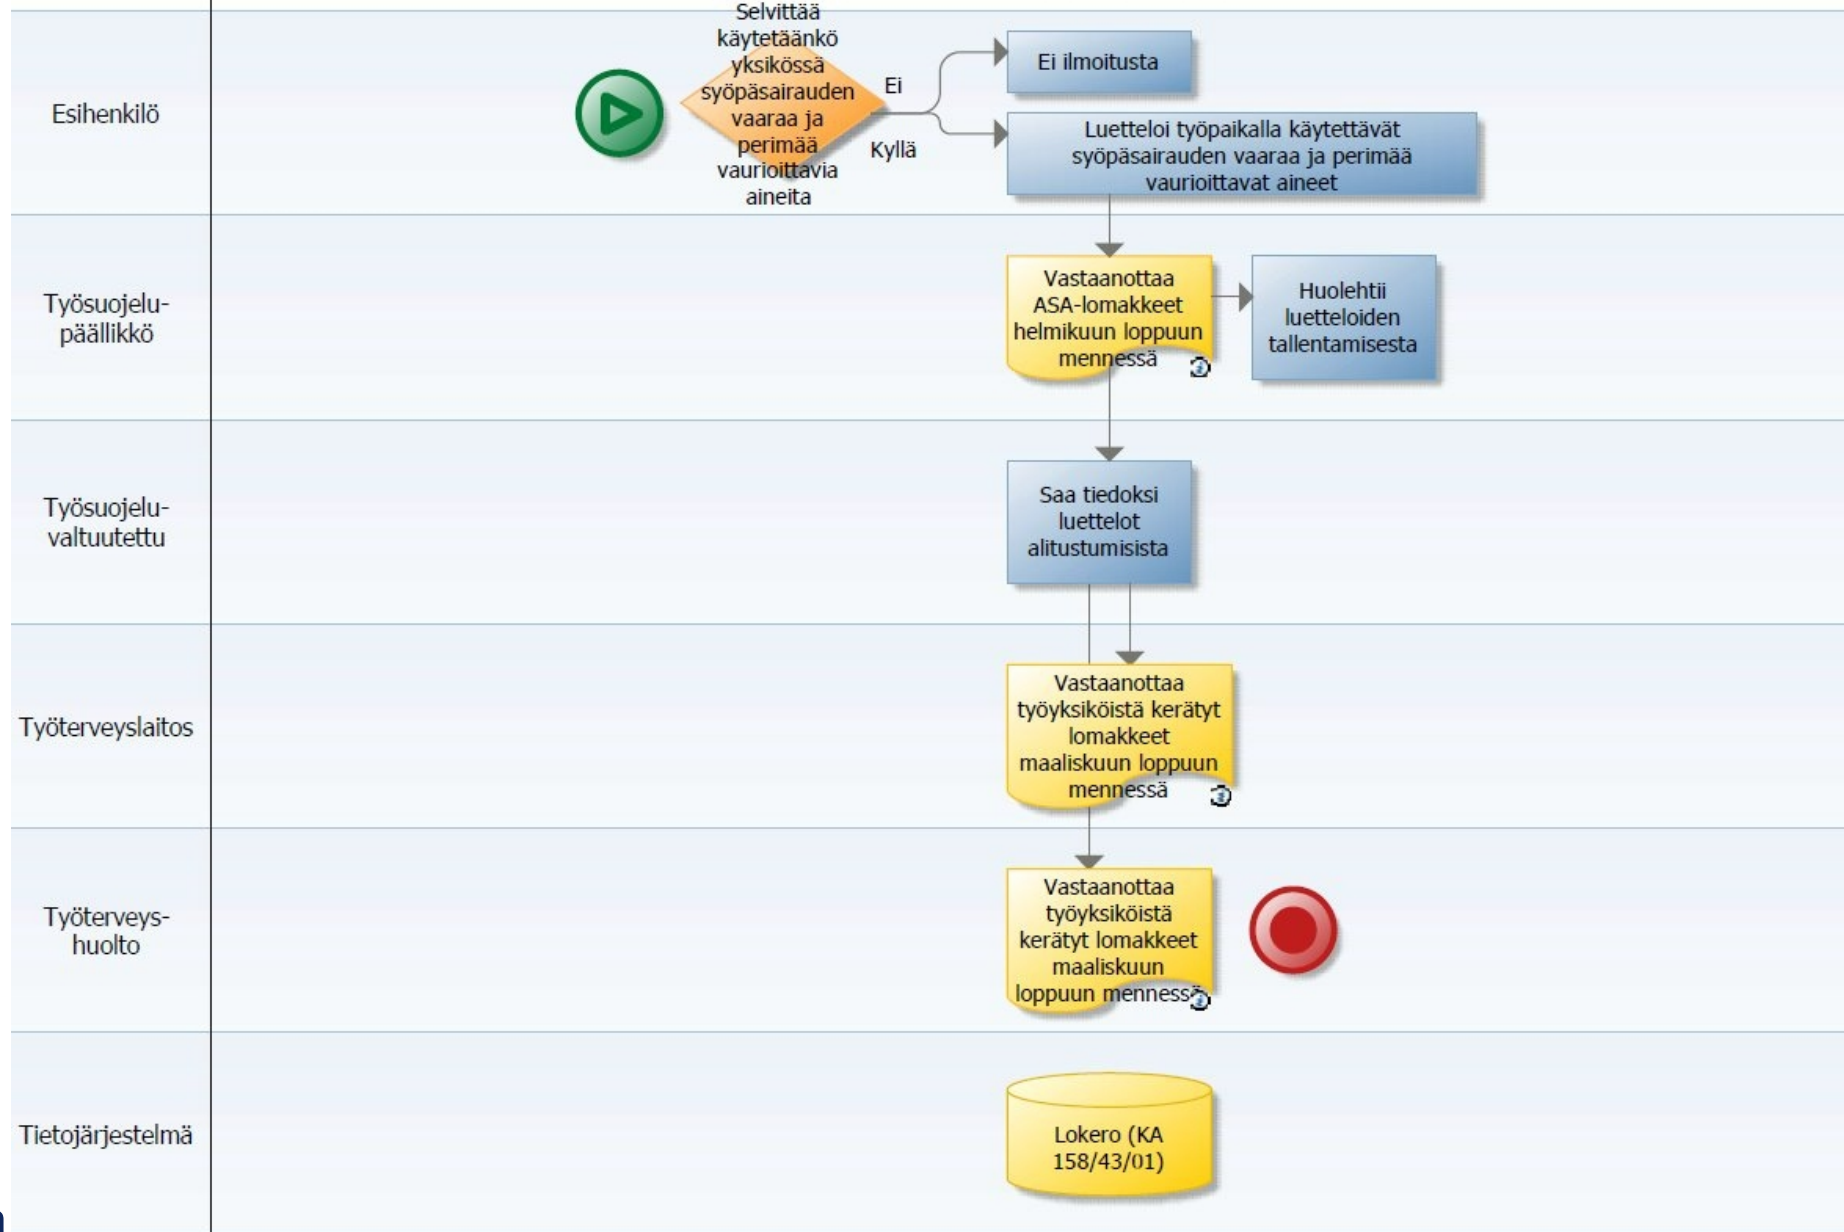 Esihenkilö
Selvittää
käytetäänkö
yksikössä
syöpäsairauden
vaaraa ja
perimää
vaurioittavia
aineita
Ei
Kyllä
Ei ilmoitusta
Luetteloi työpaikalla käytettävät
syöpäsairauden vaaraa ja perimää
vaurioittavat aineet
Työsuojelu-
päällikkö
Vastaanottaa
ASA-lomakkeet
helmikuun loppuun
mennessä
Huolehtii
luetteloiden
tallentamisesta
Työsuojelu-
valtuutettu
Saa tiedoksi
luettelot
alitustumisista
Työterveyslaitos
Vastaanottaa
työyksiköistä kerätyt
lomakkeet
maaliskuun loppuun
mennessä
Työterveys-
huolto
Vastaanottaa
työyksiköistä
kerätyt lomakkeet
maaliskuun
loppuun mennessä
Tietojärjestelmä
Lokero (KA
158/43/01)